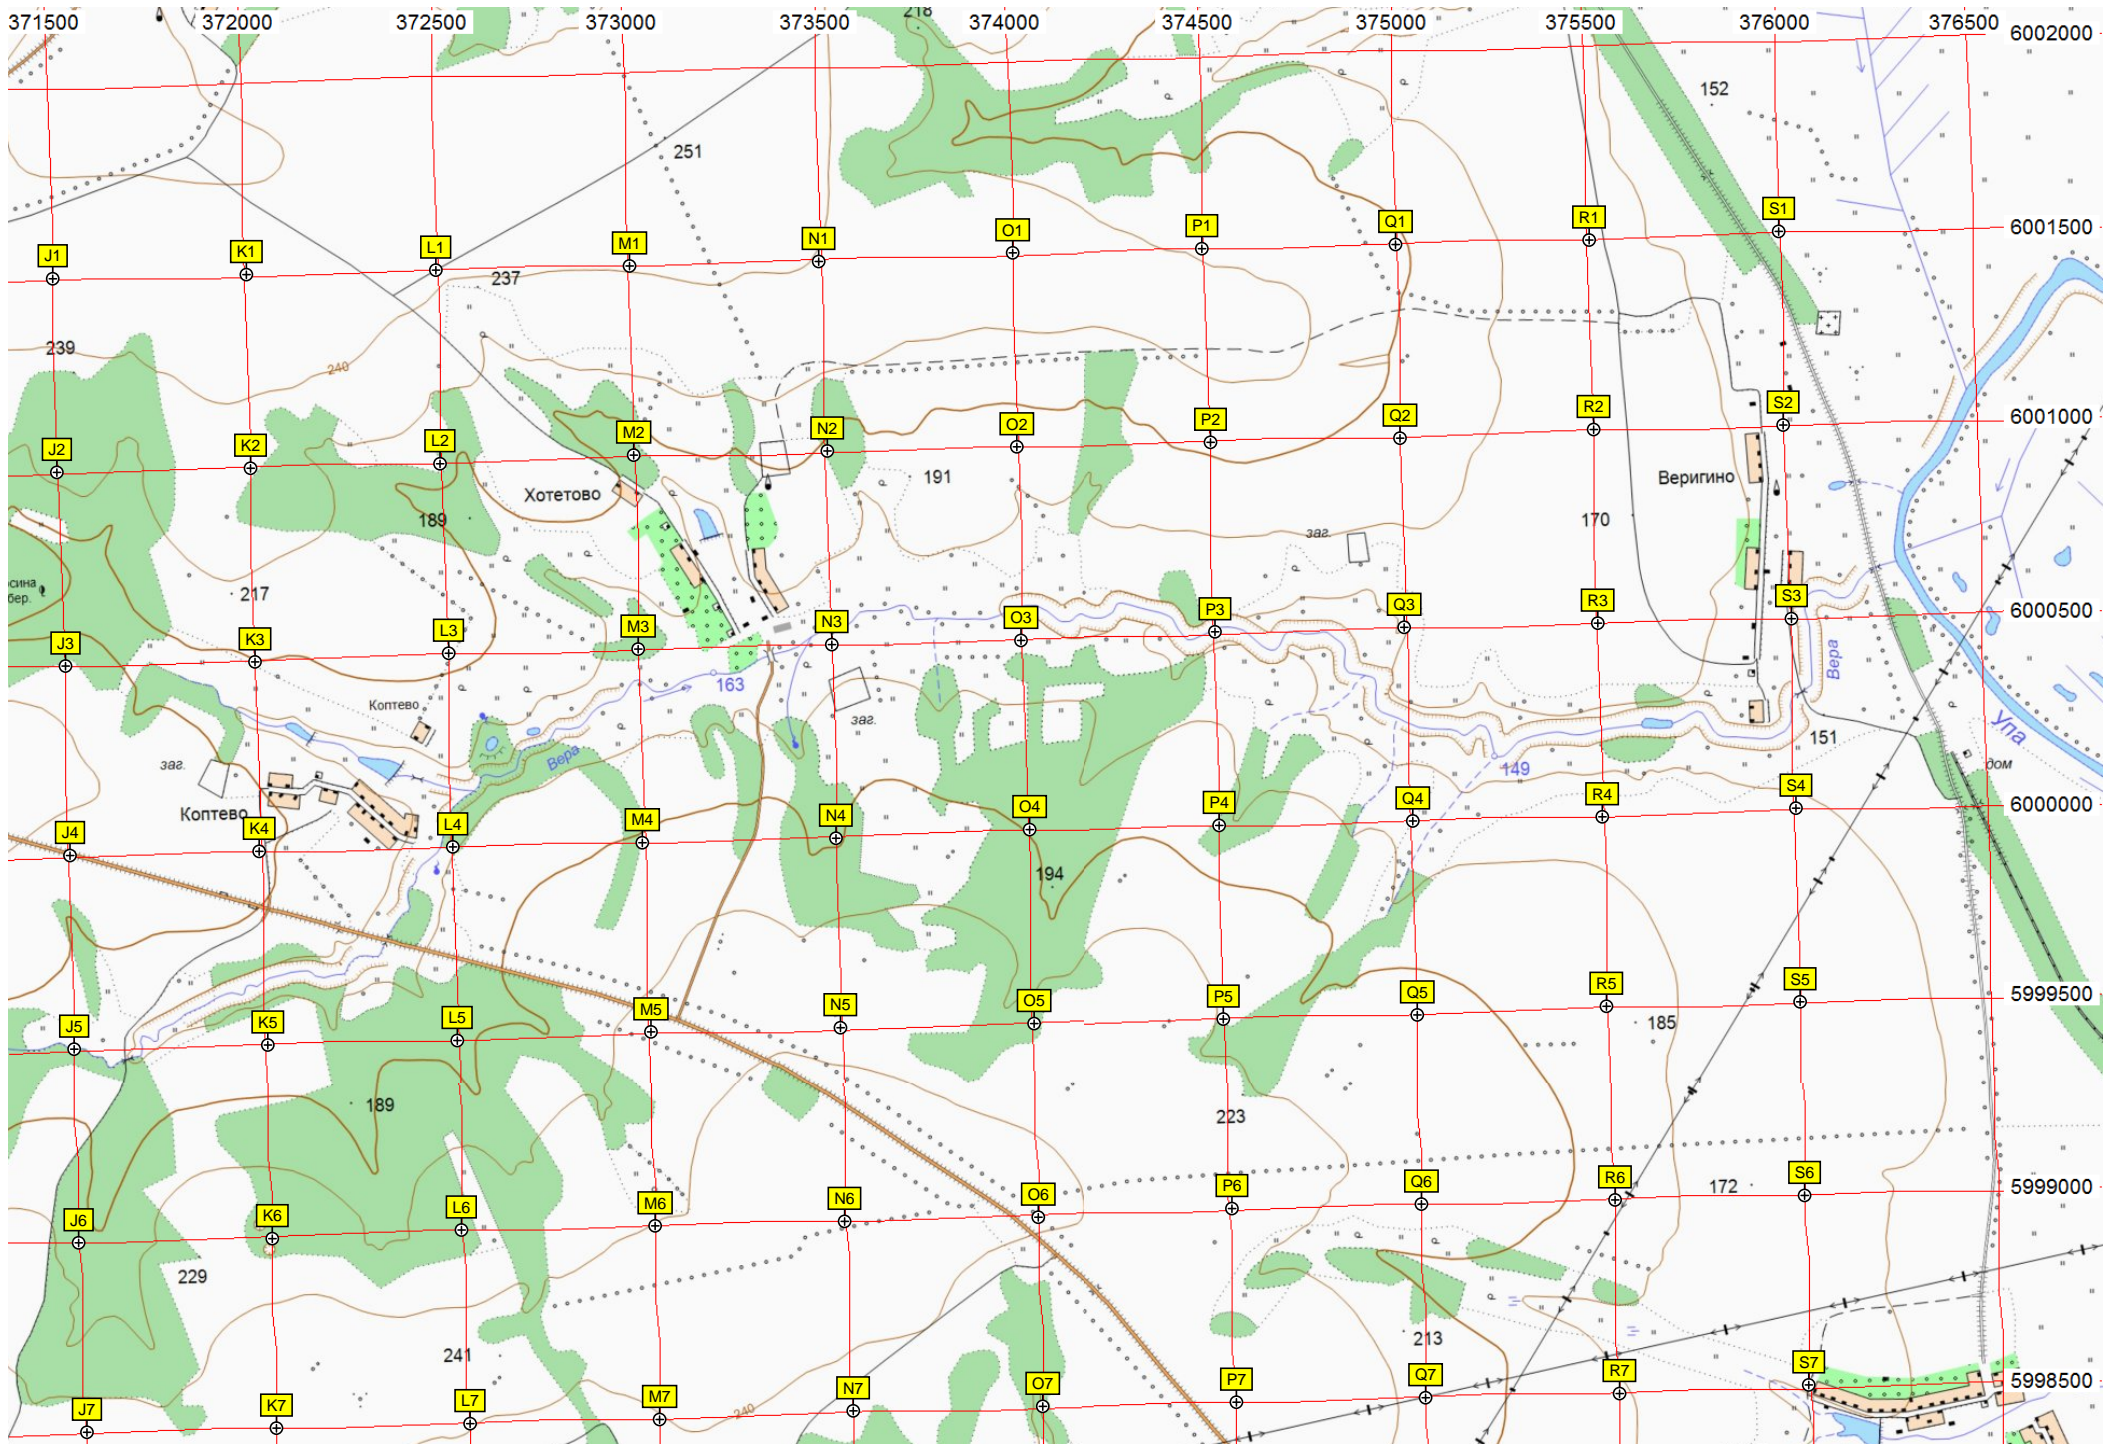 371500 372000 372500 373000 373500 374000 374500 375000 375500 376000 376500
218
6002000
152
251
J1 K1 L1 M1 N1 O1 P1 Q1 R1 S1 6001500
237
239
240
J2 K2 L2 M2 N2 O2 P2 Q2 R2 S2 6001000
Хотетово 191 Веригино
189 заг. 170
сина
бер.
217
J3 K3 L3 M3 N3 O3 P3 Q3 R3 S3 6000500
Вера
163
Коптево заг.
Упа
151
Вера
заг. 149 дом
Коптево
J4 K4 L4 M4 N4 O4 P4 Q4 R4 S4 6000000
194
J5 K5 L5 M5 N5 O5 P5 Q5 R5 S5 5999500
185
189 223
J6 K6 L6 M6 N6 O6 P6 Q6 R6 S6 5999000
172
229
213
241
J7 K7 L7 M7 N7 O7 P7 Q7 R7 S7 5998500
240